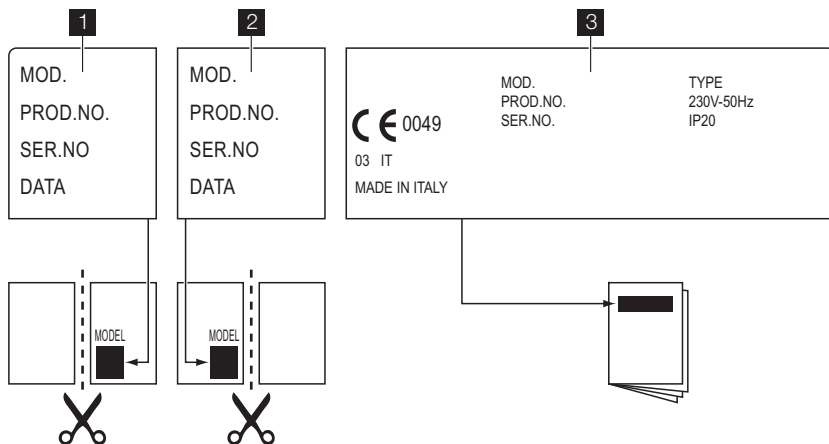 1
2
3
MOD.
PROD.NO.
SER.NO
DATA
MOD.
PROD.NO.
SER.NO
DATA
MOD.
PROD.NO.
SER.NO.
TYPE
230V-50Hz
IP20
CE 0049
03 IT
MADE IN ITALY
MODEL
MODEL